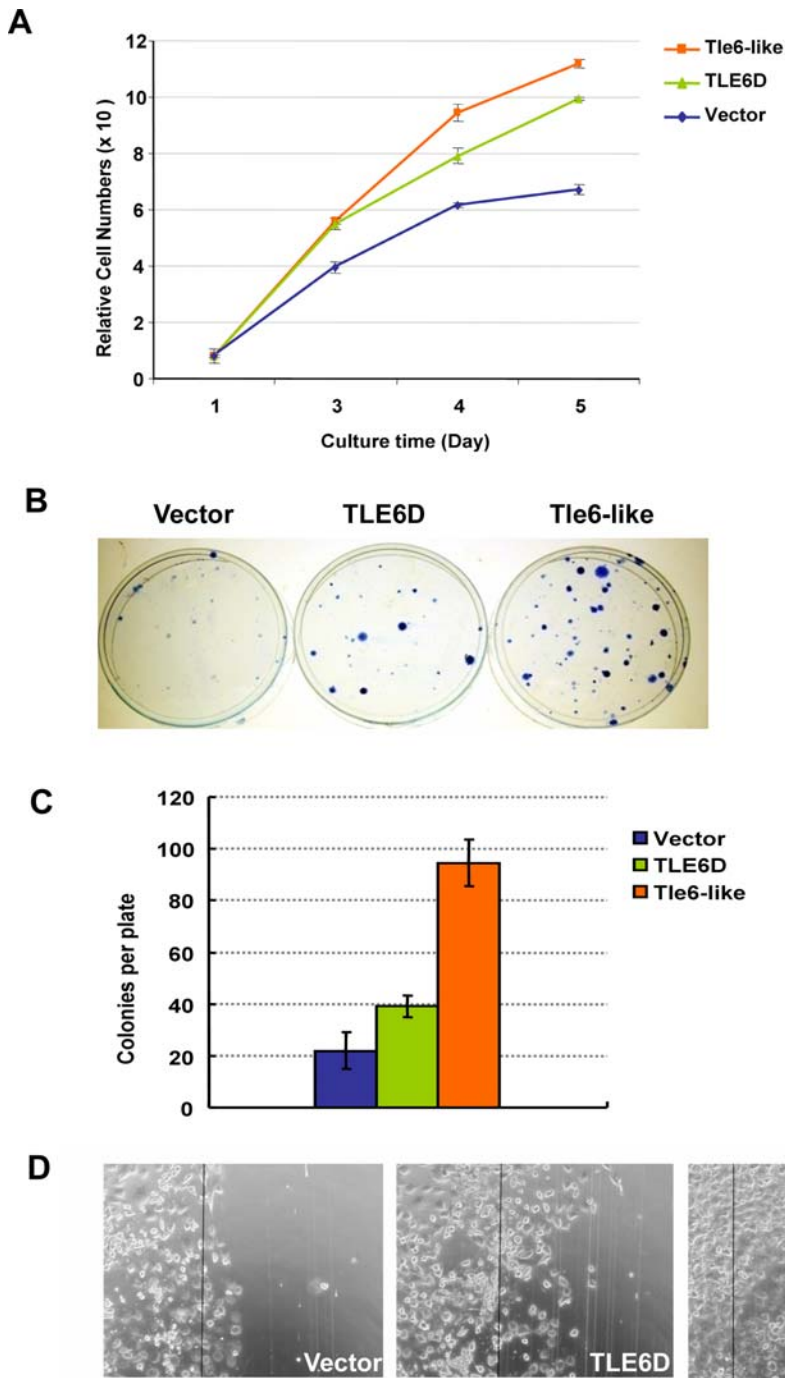 A
12
10
8
6
4
2
0
Relative Cell Numbers (x 10 )
1 3 4 5
Culture time (Day)
Tle6-like
TLE6D
Vector
B
Vector TLE6D Tle6-like
C
120
100
80
60
40
20
0
Colonies per plate
Vector
TLE6D
Tle6-like
D
Vector TLE6D